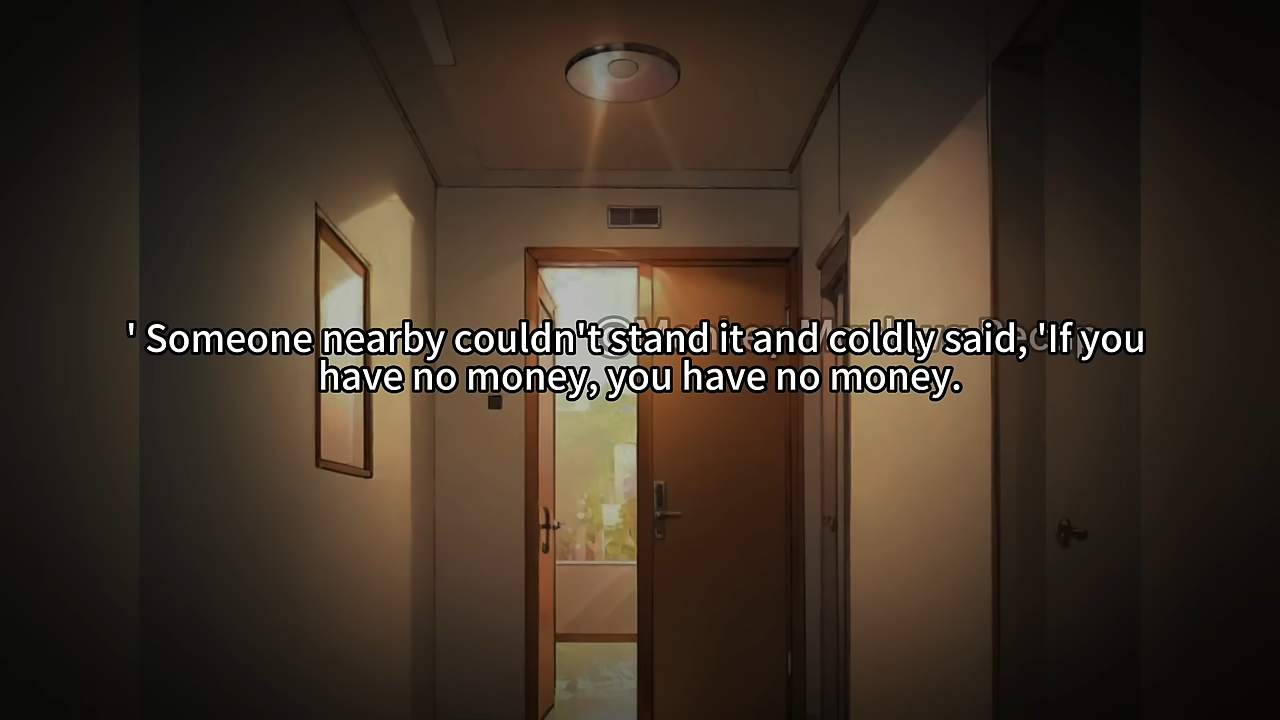 ' Someone nearby couldn't stand it and coldly said, 'If you
have no money, you have no money.